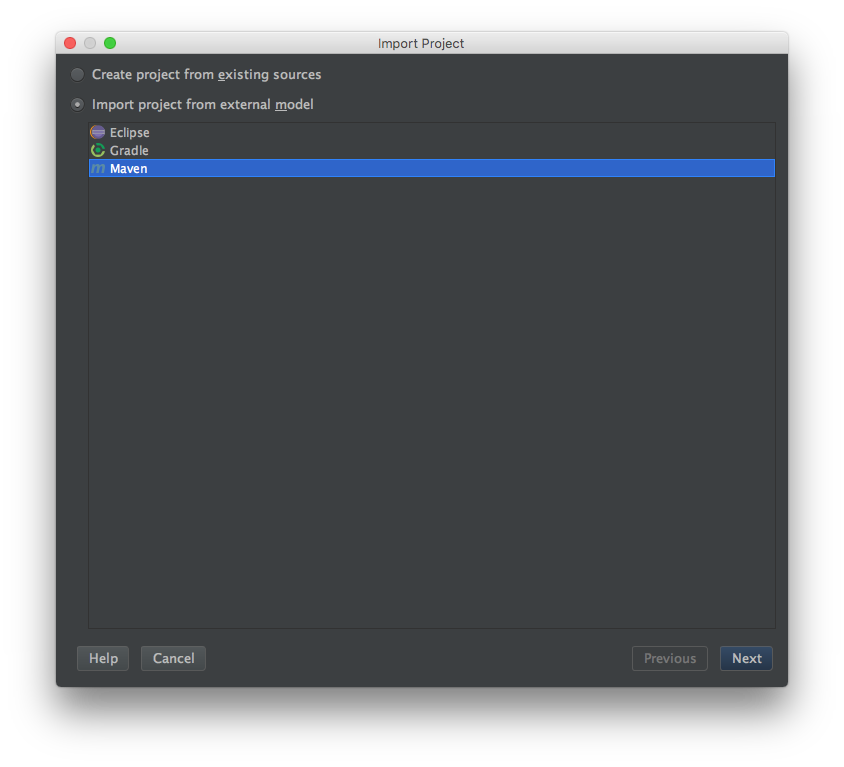 Import Project
Create project from existing sources
Import project from external model
Eclipse
Gradle
m Maven
Help Cancel Previous Next